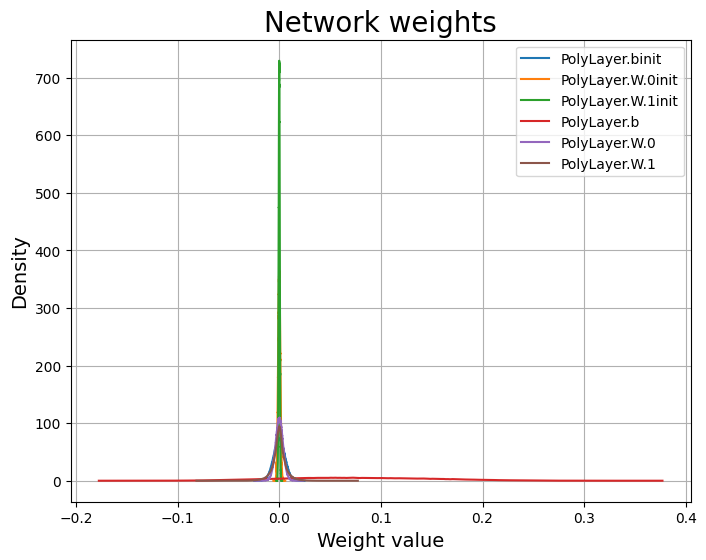 Network weights
PolyLayer.binit
PolyLayer.W.0init
PolyLayer.W.1init
PolyLayer.b
PolyLayer.W.0
PolyLayer.W.1
Density
700
600
500
400
300
200
100
0
−0.2 −0.1 0.0 0.1 0.2 0.3 0.4
Weight value